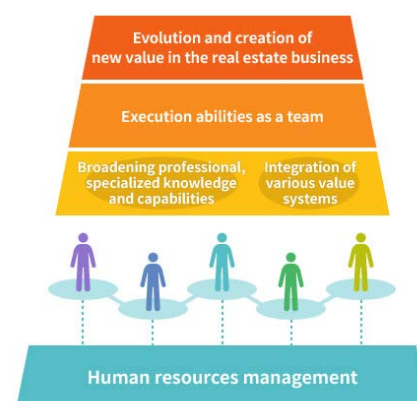 Evolution and creation of
new value in the real estate business
Execution abilities as a team
Broadening professional,
specialized knowledge
and capabilities
Integration of
various value
systems
Human resources management